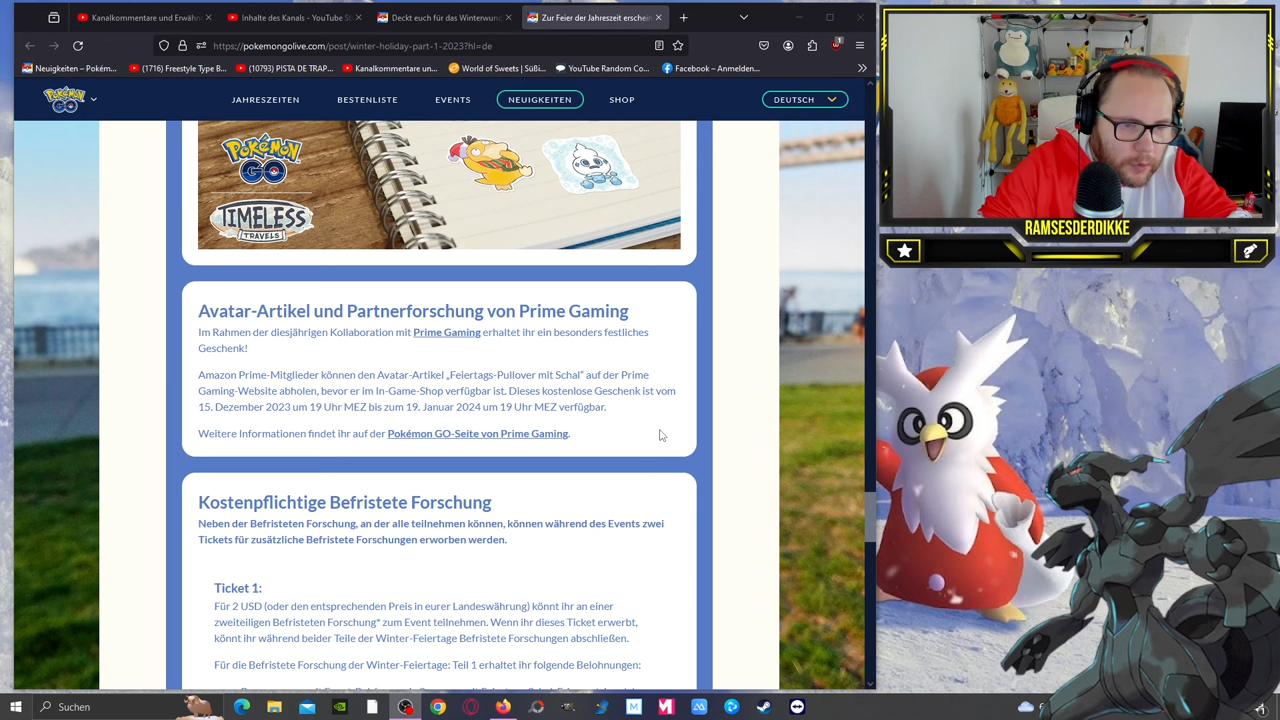 Kanalkommentare und Erwähn
Inhalte des Kanals - YouTube St
Deckt euch für das Winterwund
Zur Feier der Jahreszeit erschein
https://pokemongolive.com/post/winter-holiday-part-1-2023?hl=de
1
Neuigkeiten – Pokém...
(1716) Freestyle Type B...
(10793) PISTA DE TRAP...
Kanalkommentare un...
World of Sweets | Süßi...
YouTube Random Co...
Facebook – Anmelden...
POKÉMON GO
JAHRESZEITEN
BESTENLISTE
EVENTS
NEUIGKEITEN
SHOP
DEUTSCH
POKÉMON
GO
TIMELESS
TRAVELS
Avatar-Artikel und Partnerforschung von Prime Gaming
Im Rahmen der diesjährigen Kollaboration mit Prime Gaming erhaltet ihr ein besonders festliches
Geschenk!
Amazon Prime-Mitglieder können den Avatar-Artikel „Feiertags-Pullover mit Schal“ auf der Prime
Gaming-Website abholen, bevor er im In-Game-Shop verfügbar ist. Dieses kostenlose Geschenk ist vom
15. Dezember 2023 um 19 Uhr MEZ bis zum 19. Januar 2024 um 19 Uhr MEZ verfügbar.
Weitere Informationen findet ihr auf der Pokémon GO-Seite von Prime Gaming.
Kostenpflichtige Befristete Forschung
Neben der Befristeten Forschung, an der alle teilnehmen können, können während des Events zwei
Tickets für zusätzliche Befristete Forschungen erworben werden.
Ticket 1:
Für 2 USD (oder den entsprechenden Preis in eurer Landeswährung) könnt ihr an einer
zweiteiligen Befristeten Forschung* zum Event teilnehmen. Wenn ihr dieses Ticket erwerbt,
könnt ihr während beider Teile der Winter-Feiertage Befristete Forschungen abschließen.
Für die Befristete Forschung der Winter-Feiertage: Teil 1 erhaltet ihr folgende Belohnungen:
RAMSESDERDIKKE
Suchen